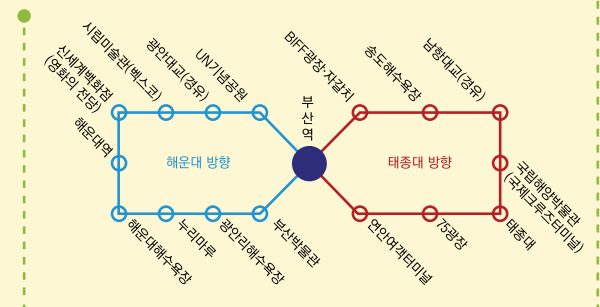 시립미술관(벡스코)
광안대교(경유)
UN기념공원
신세계백화점
(영화의 전당)
해운대역
BIFF광장·자갈치
송도해수욕장
남항대교(경유)
부산역
해운대 방향
태종대 방향
국립해양박물관
(국제크루즈터미널)
해운대해수욕장
누리마루
광안리해수욕장
부산박물관
연안여객터미널
75광장
태종대